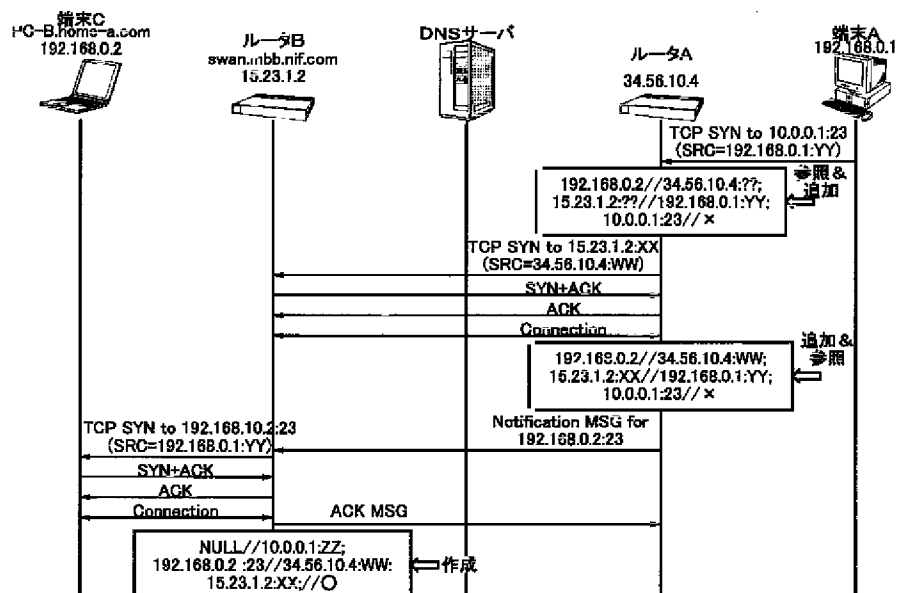 端末C
PC-B.home-a.com
192.168.0.2
ルータB
swan.mbb.nif.com
15.23.1.2
DNSサーバ
ルータA
34.56.10.4
端末A
192.168.0.1
TCP SYN to 10.0.0.1:23
(SRC=192.168.0.1:YY)
参照&
追加
192.168.0.2//34.56.10.4:??;
15.23.1.2:??//192.168.0.1:YY;
10.0.0.1:23//×
TCP SYN to 15.23.1.2:XX
(SRC=34.56.10.4:WW)
SYN+ACK
ACK
Connection
追加&
参照
192.168.0.2//34.56.10.4:WW;
15.23.1.2:XX//192.168.0.1:YY;
10.0.0.1:23//×
Notification MSG for
192.168.0.2:23
TCP SYN to 192.168.10.2:23
(SRC=192.168.0.1:YY)
SYN+ACK
ACK
Connection
ACK MSG
NULL//10.0.0.1:ZZ;
192.168.0.2 :23//34.56.10.4:WW:
15.23.1.2:XX;//○
作成